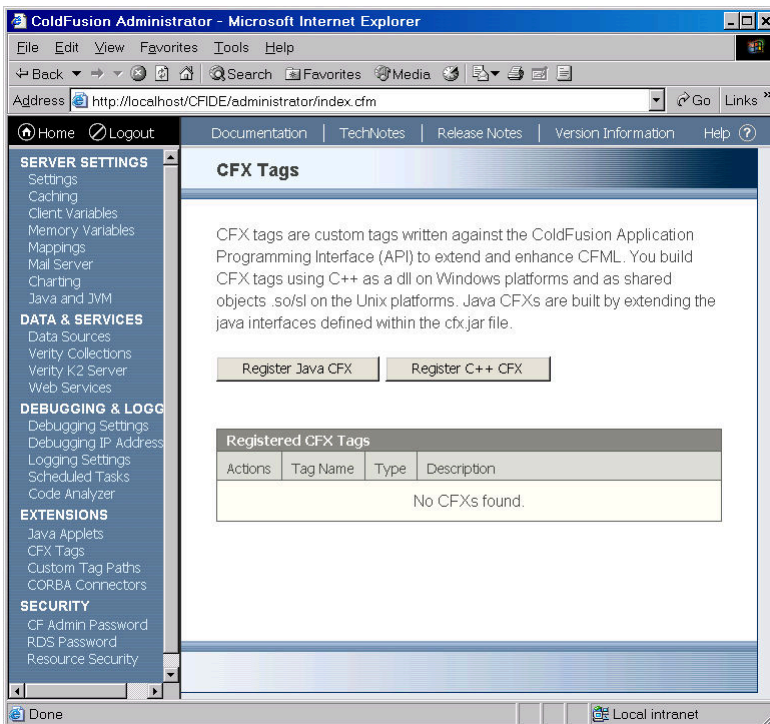 ColdFusion Administrator - Microsoft Internet Explorer
File Edit View Favorites Tools Help
Back Search Favorites Media
Address http://localhost/CFIDE/administrator/index.cfm Go Links »
Home Logout Documentation | TechNotes | Release Notes | Version Information Help ?
SERVER SETTINGS
Settings
Caching
Client Variables
Memory Variables
Mappings
Mail Server
Charting
Java and JVM
DATA & SERVICES
Data Sources
Verity Collections
Verity K2 Server
Web Services
DEBUGGING & LOGG
Debugging Settings
Debugging IP Address
Logging Settings
Scheduled Tasks
Code Analyzer
EXTENSIONS
Java Applets
CFX Tags
Custom Tag Paths
CORBA Connectors
SECURITY
CF Admin Password
RDS Password
Resource Security
CFX Tags
CFX tags are custom tags written against the ColdFusion Application
Programming Interface (API) to extend and enhance CFML. You build
CFX tags using C++ as a dll on Windows platforms and as shared
objects .so/sl on the Unix platforms. Java CFXs are built by extending the
java interfaces defined within the cfx.jar file.
Register Java CFX Register C++ CFX
Registered CFX Tags
Actions Tag Name Type Description
No CFXs found.
Done Local intranet